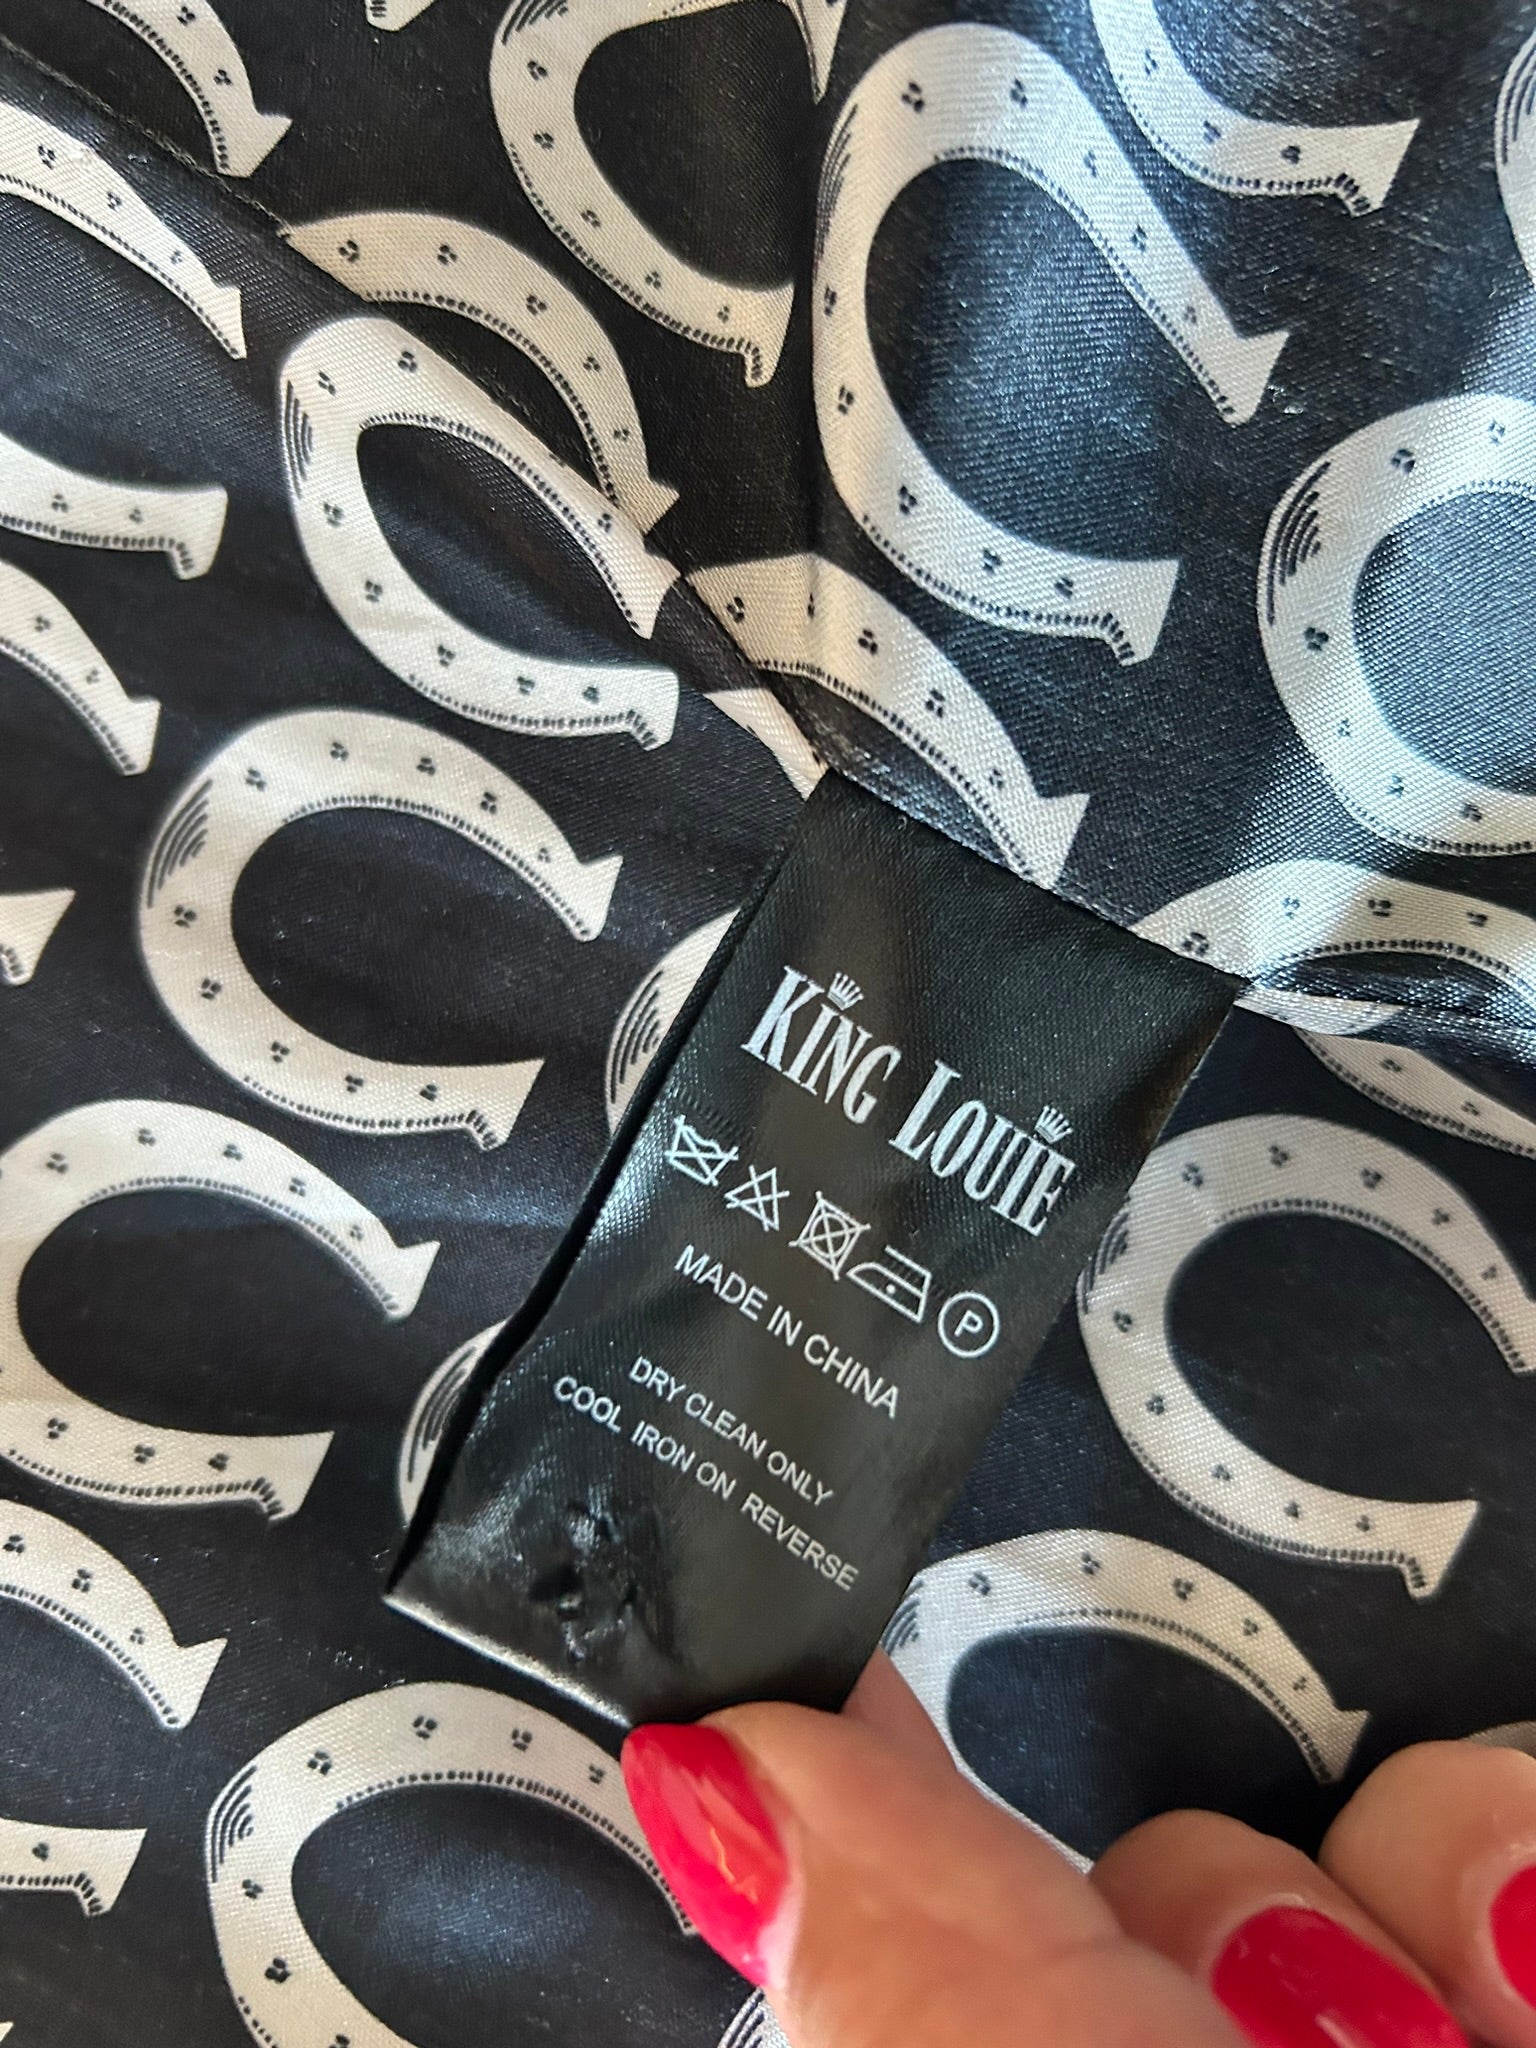 KING LOUIE
P
MADE IN CHINA
DRY CLEAN ONLY
COOL IRON ON REVERSE